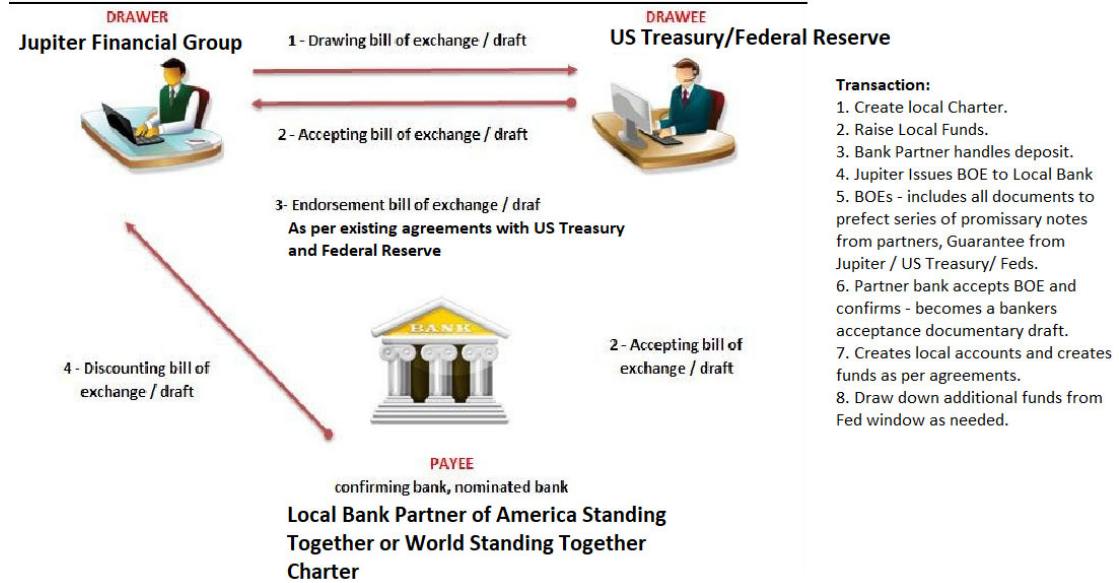 DRAWER
Jupiter Financial Group
1 - Drawing bill of exchange / draft
DRAWEE
US Treasury/Federal Reserve
2 - Accepting bill of exchange / draft
3- Endorsement bill of exchange / draf
As per existing agreements with US Treasury
and Federal Reserve
BANK
4 - Discounting bill of
exchange / draft
2 - Accepting bill of
exchange / draft
PAYEE
confirming bank, nominated bank
Local Bank Partner of America Standing
Together or World Standing Together
Charter
Transaction:
1. Create local Charter.
2. Raise Local Funds.
3. Bank Partner handles deposit.
4. Jupiter Issues BOE to Local Bank
5. BOEs - includes all documents to
prefect series of promissary notes
from partners, Guarantee from
Jupiter / US Treasury/ Feds.
6. Partner bank accepts BOE and
confirms - becomes a bankers
acceptance documentary draft.
7. Creates local accounts and creates
funds as per agreements.
8. Draw down additional funds from
Fed window as needed.